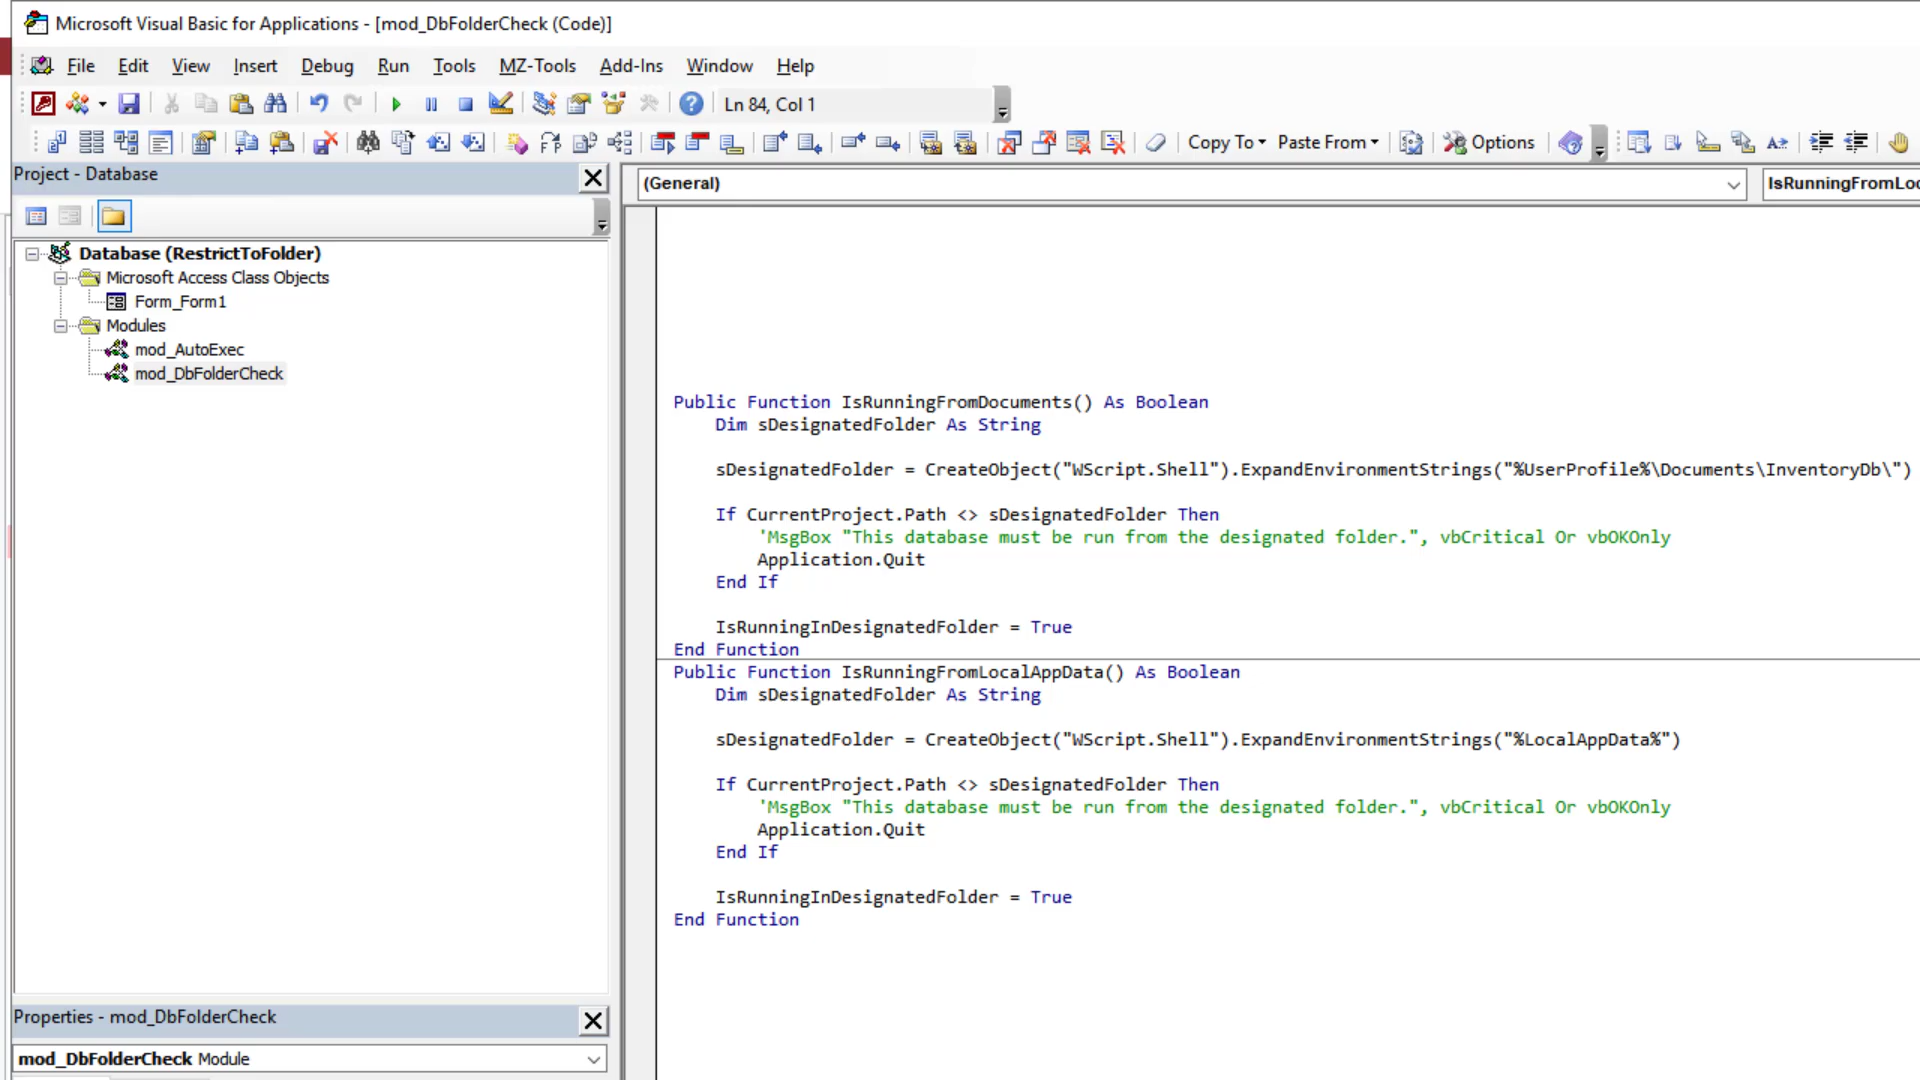 Microsoft Visual Basic for Applications - [mod_DbFolderCheck (Code)]
File Edit View Insert Debug Run Tools MZ-Tools Add-Ins Window Help
Ln 84, Col 1
Copy To Paste From Options
Project - Database
(General)
IsRunningFromLoc
Database (RestrictToFolder)
Microsoft Access Class Objects
Form_Form1
Modules
mod_AutoExec
mod_DbFolderCheck
Public Function IsRunningFromDocuments() As Boolean
Dim sDesignatedFolder As String
sDesignatedFolder = CreateObject("WScript.Shell").ExpandEnvironmentStrings("%UserProfile%\Documents\InventoryDb\")
If CurrentProject.Path <> sDesignatedFolder Then
'MsgBox "This database must be run from the designated folder.", vbCritical Or vbOKOnly
Application.Quit
End If
IsRunningInDesignatedFolder = True
End Function
Public Function IsRunningFromLocalAppData() As Boolean
Dim sDesignatedFolder As String
sDesignatedFolder = CreateObject("WScript.Shell").ExpandEnvironmentStrings("%LocalAppData%")
If CurrentProject.Path <> sDesignatedFolder Then
'MsgBox "This database must be run from the designated folder.", vbCritical Or vbOKOnly
Application.Quit
End If
IsRunningInDesignatedFolder = True
End Function
Properties - mod_DbFolderCheck
mod_DbFolderCheck Module